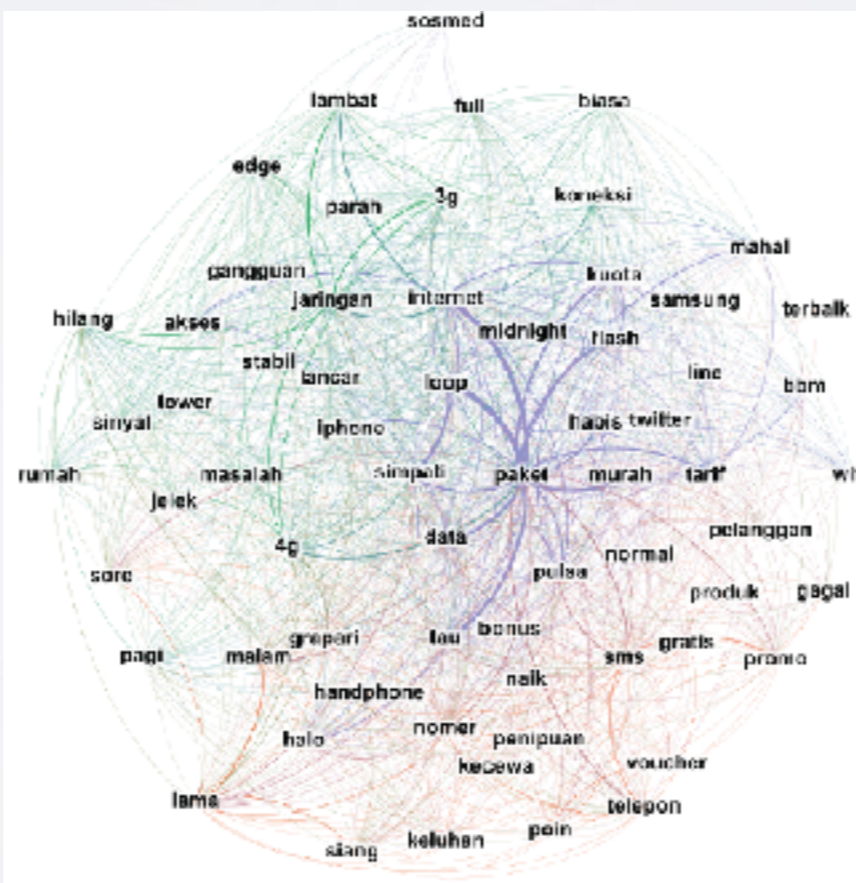 sosmed
lambat full biasa
edge
parah 3g koneksi
mahal
gangguan kuota
jaringan internet samsung
hilang akses midnight flash terbaik
stabil lancar loop line bbm
tower
sinyal iphone habis twitter
rumah masalah simpati paket murah tarif wh
jelek
4g data normal pelanggan
sore pulsa produk gagal
pagi malam grapari tau bonus sms gratis promo
handphone naik
halo nomer penipuan
kecewa voucher
lama telepon
siang keluhan poin